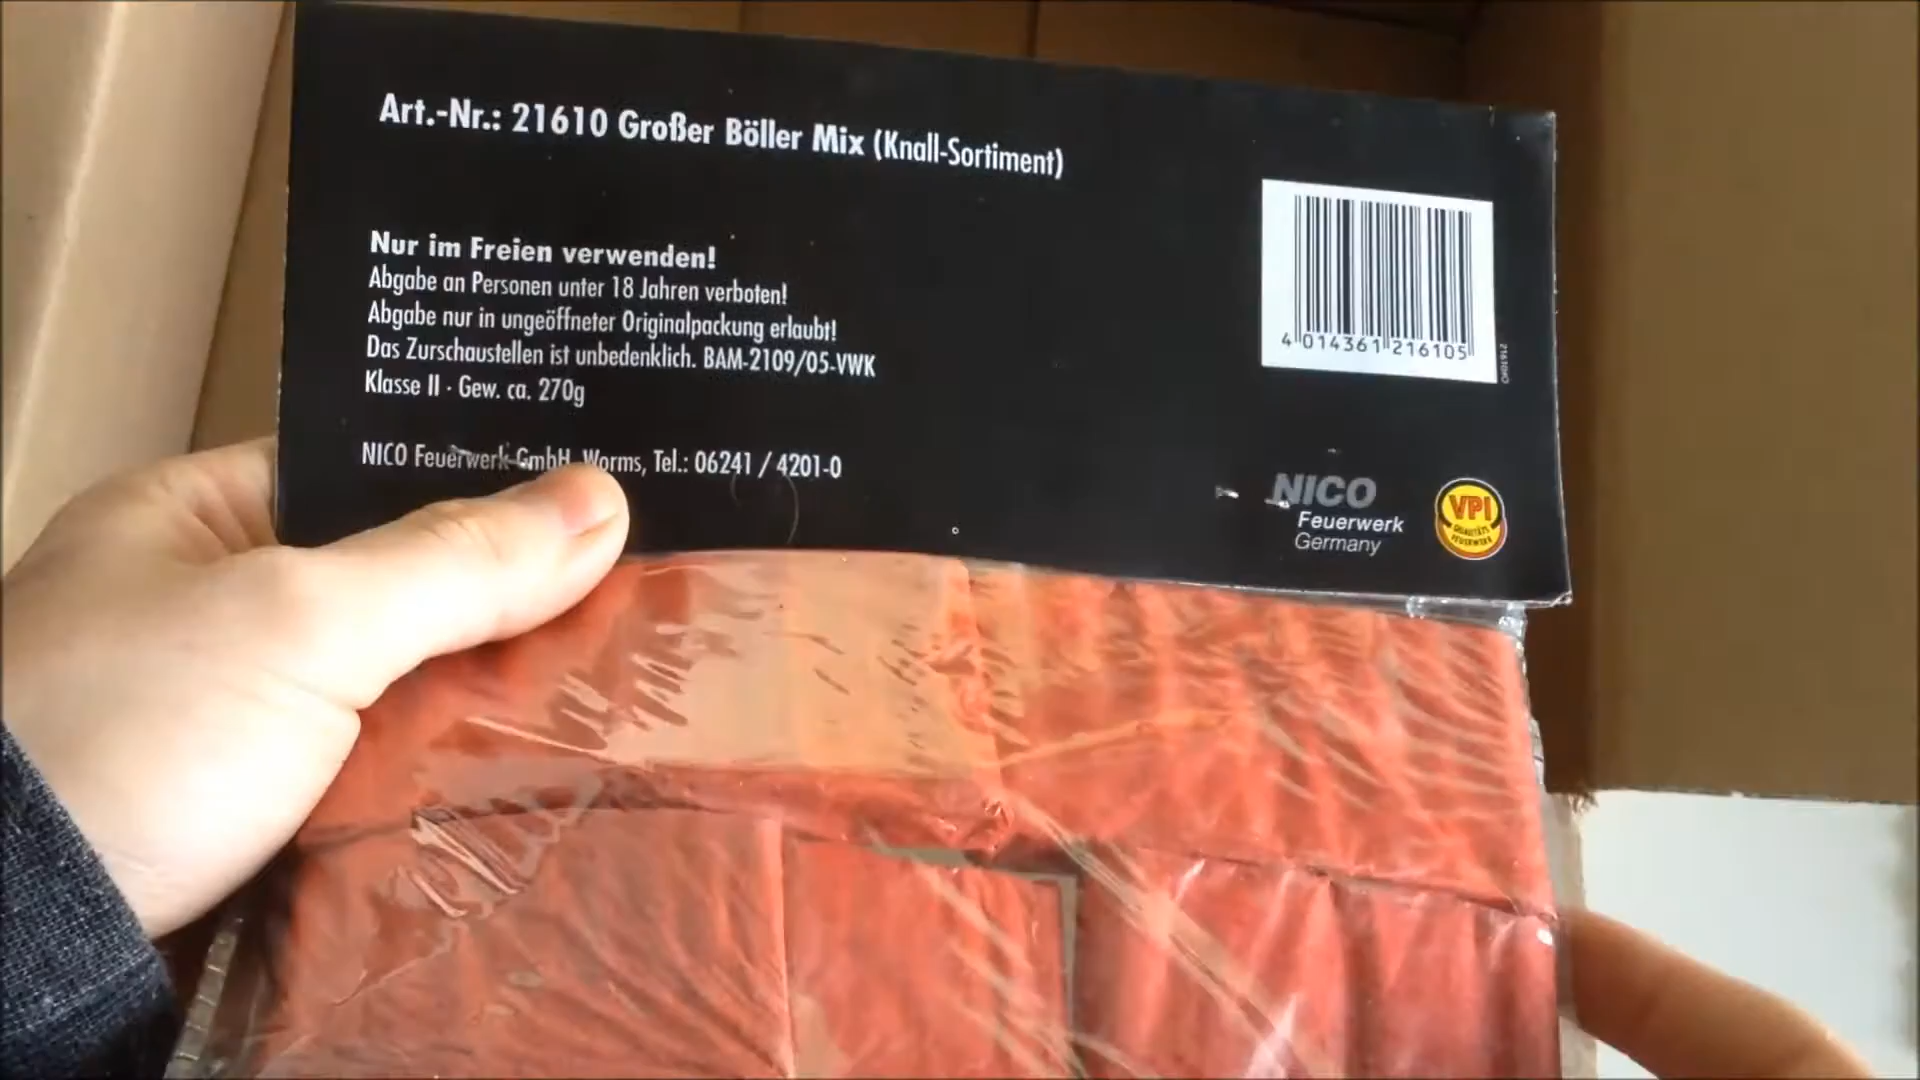 Art.-Nr.: 21610 Großer Böller Mix (Knall-Sortiment)
Nur im Freien verwenden!
Abgabe an Personen unter 18 Jahren verboten!
Abgabe nur in ungeöffneter Originalpackung erlaubt!
Das Zurschaustellen ist unbedenklich. BAM-2109/05-VWK
Klasse II · Gew. ca. 270g
NICO Feuerwerk GmbH, Worms, Tel.: 06241 / 4201-0
4 014361 216105
NICO
Feuerwerk
Germany
VPI
QUALITÄTS
FEUERWERK